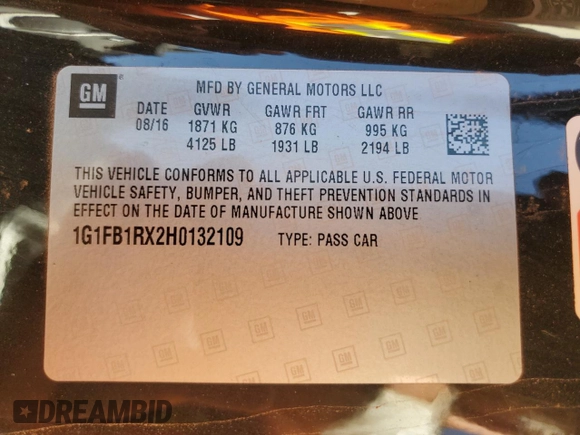 GM
MFD BY GENERAL MOTORS LLC
DATE GVWR GAWR FRT GAWR RR
08/16 1871 KG 876 KG 995 KG
4125 LB 1931 LB 2194 LB
THIS VEHICLE CONFORMS TO ALL APPLICABLE U.S. FEDERAL MOTOR
VEHICLE SAFETY, BUMPER, AND THEFT PREVENTION STANDARDS IN
EFFECT ON THE DATE OF MANUFACTURE SHOWN ABOVE
1G1FB1RX2H0132109 TYPE: PASS CAR
DREAMBID